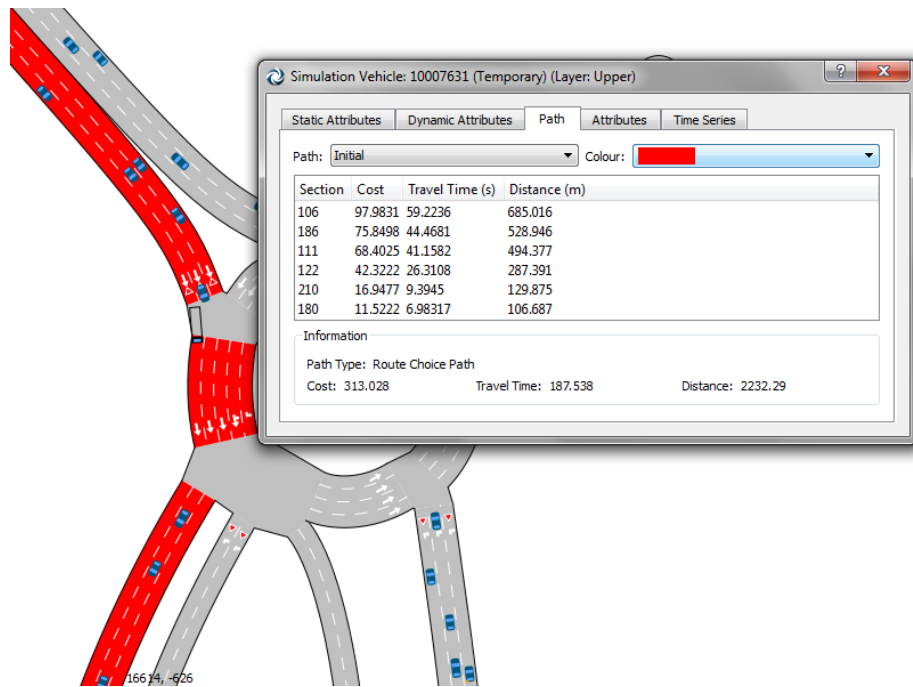 Simulation Vehicle: 10007631 (Temporary) (Layer: Upper)
Static Attributes Dynamic Attributes Path Attributes Time Series
Path: Initial Colour:
Section Cost Travel Time (s) Distance (m)
106 97.9831 59.2236 685.016
186 75.8498 44.4681 528.946
111 68.4025 41.1582 494.377
122 42.3222 26.3108 287.391
210 16.9477 9.3945 129.875
180 11.5222 6.98317 106.687
Information
Path Type: Route Choice Path
Cost: 313.028 Travel Time: 187.538 Distance: 2232.29
16614, -626